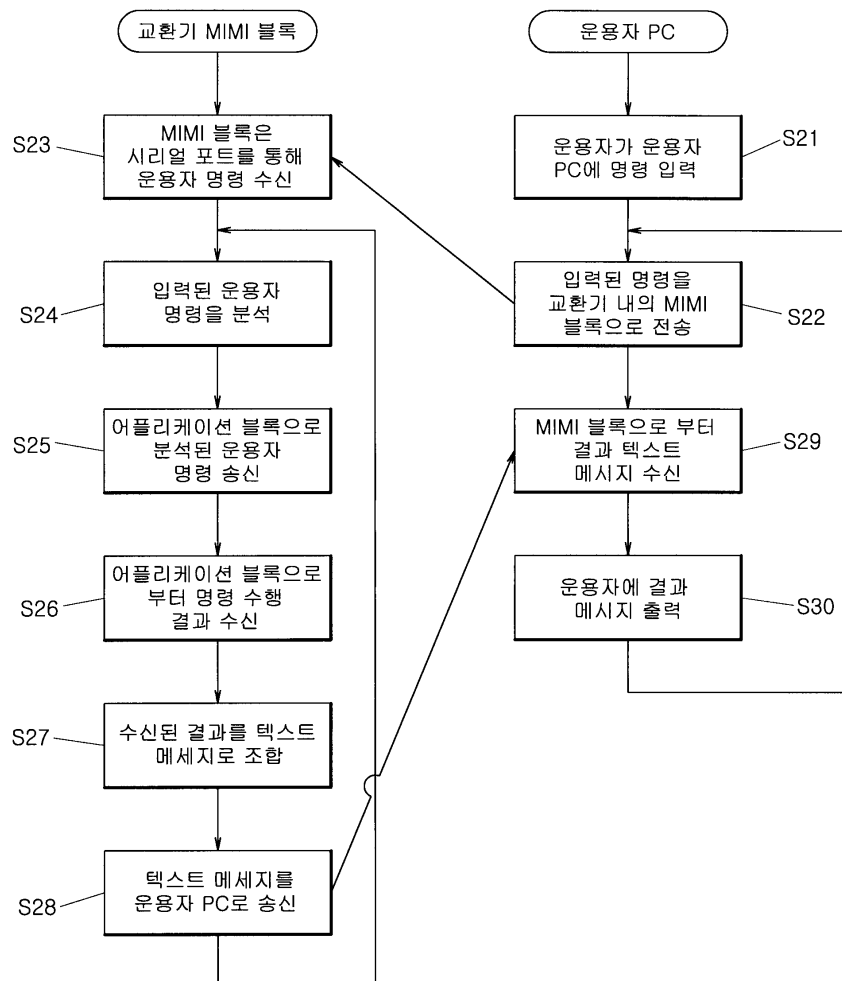 교환기 MIMI 블록
S23
MIMI 블록은
시리얼 포트를 통해
운용자 명령 수신
S24
입력된 운용자
명령을 분석
S25
어플리케이션 블록으로
분석된 운용자
명령 송신
S26
어플리케이션 블록으로
부터 명령 수행
결과 수신
S27
수신된 결과를 텍스트
메세지로 조합
S28
텍스트 메세지를
운용자 PC로 송신
운용자 PC
운용자가 운용자
PC에 명령 입력
S21
입력된 명령을
교환기 내의 MIMI
블록으로 전송
S22
MIMI 블록으로 부터
결과 텍스트
메시지 수신
S29
운용자에 결과
메시지 출력
S30